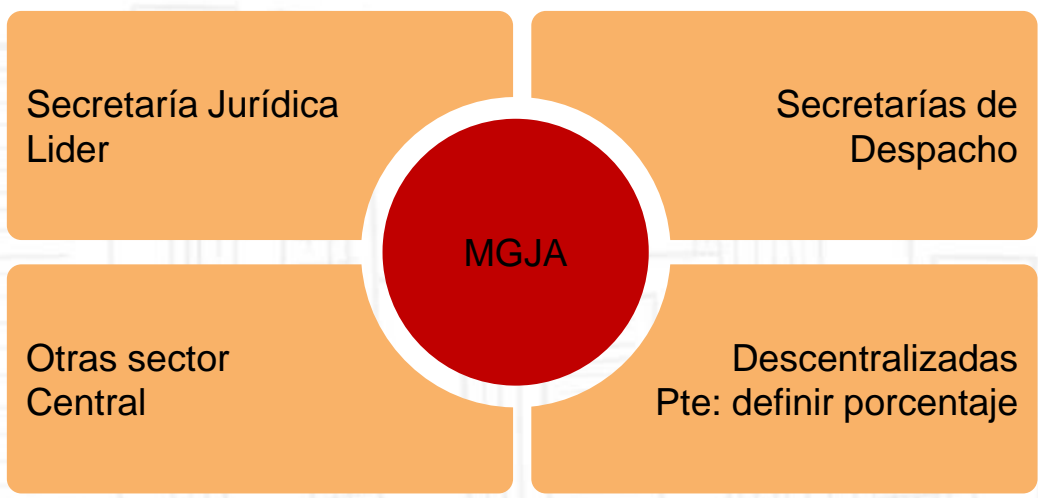 Secretaría Jurídica
Lider
Secretarías de
Despacho
MGJA
Otras sector
Central
Descentralizadas
Pte: definir porcentaje